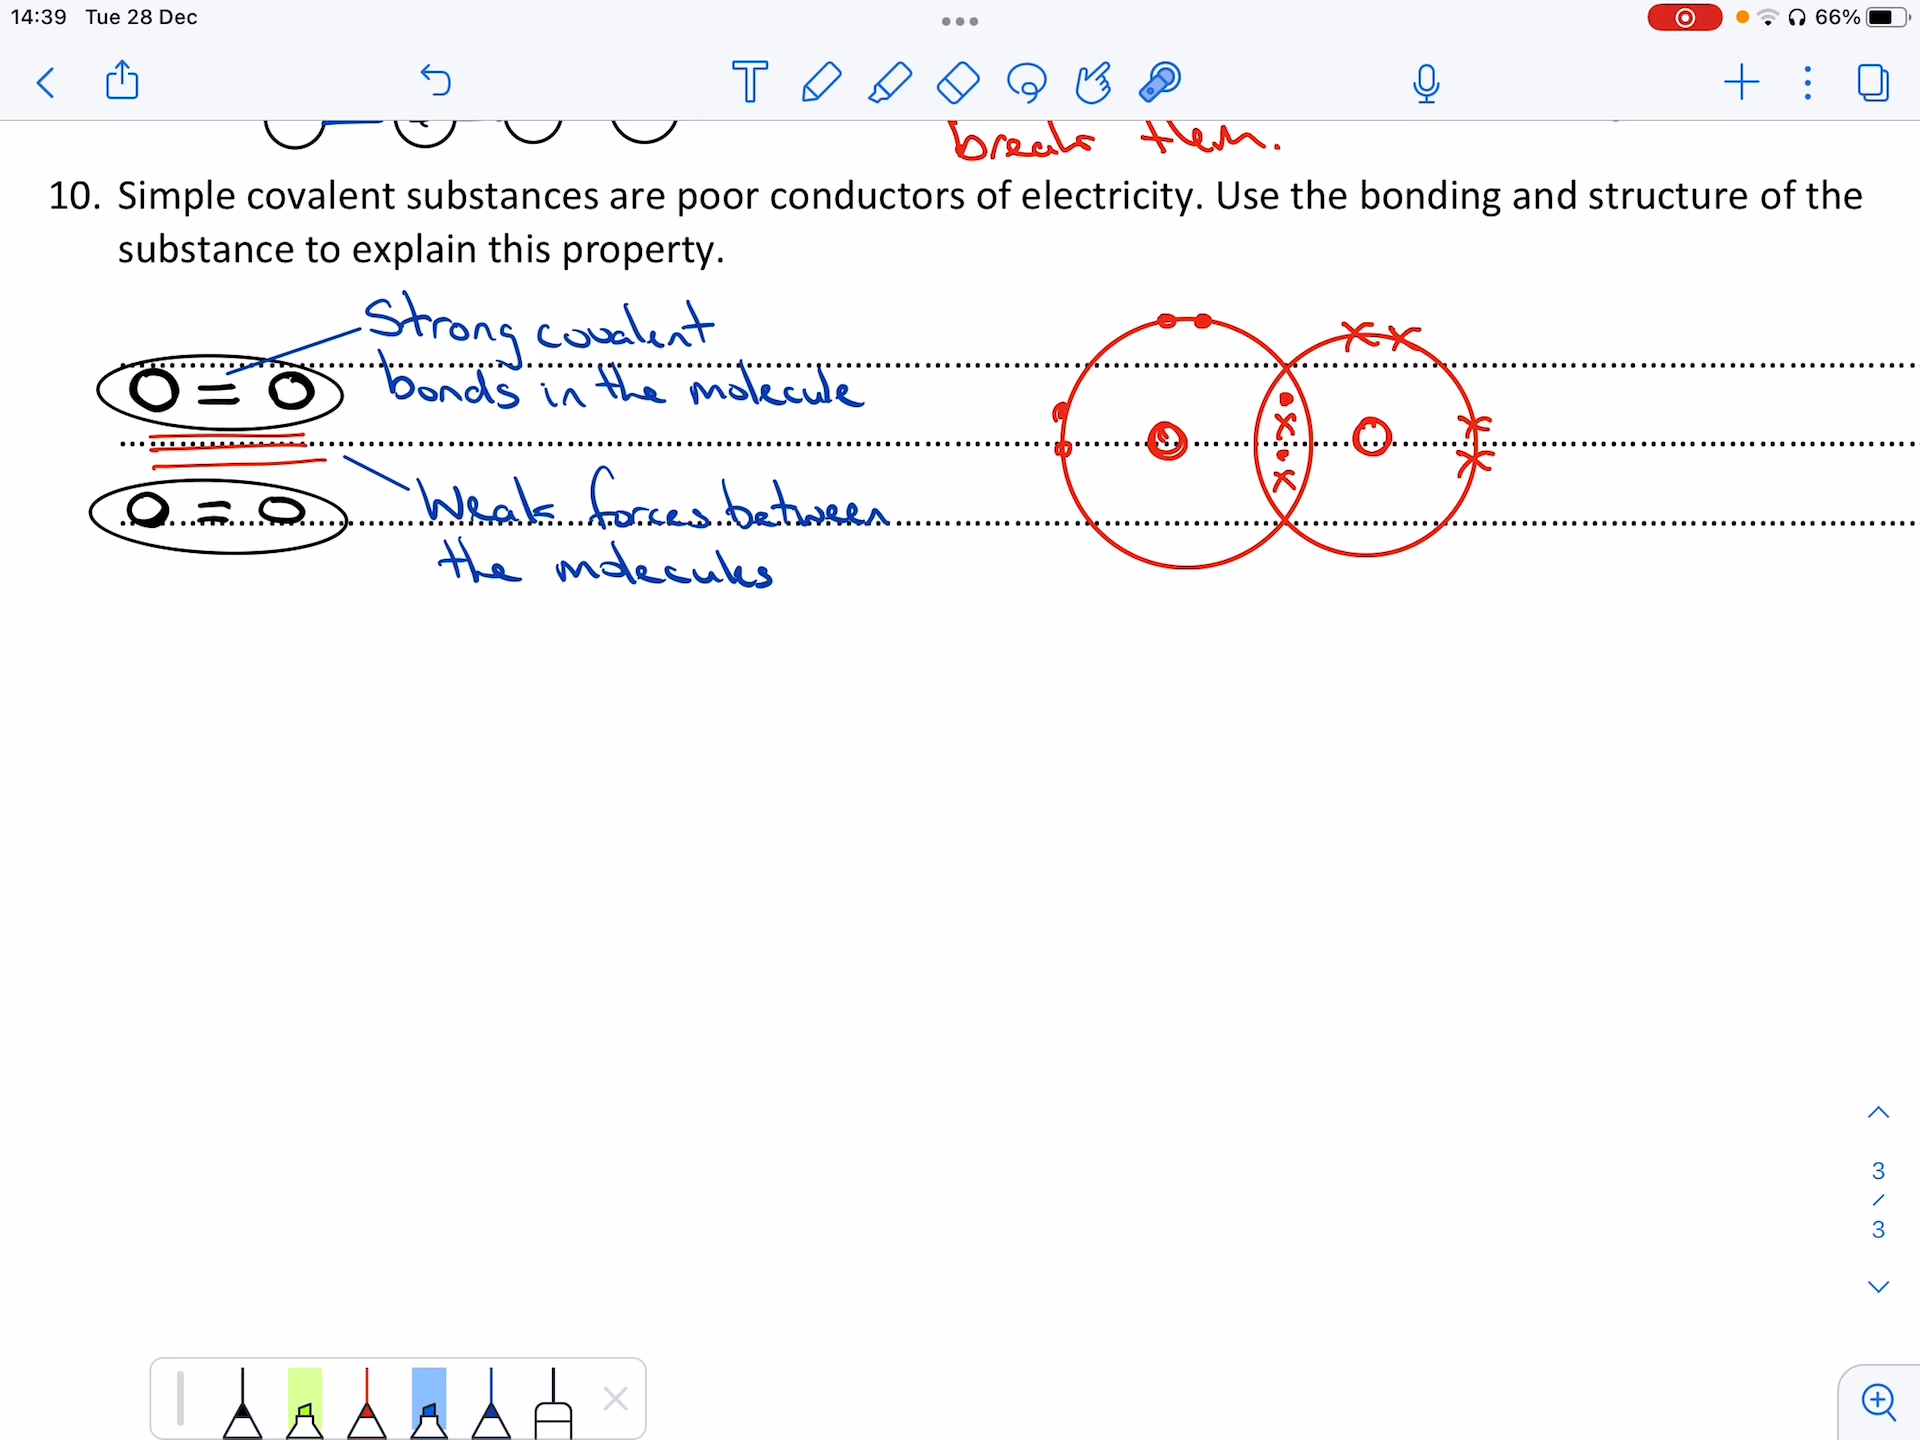 14:39 Tue 28 Dec
66%
T
break them.
10. Simple covalent substances are poor conductors of electricity. Use the bonding and structure of the
substance to explain this property.
Strong covalent
bonds in the molecule
O = O
Weak forces between
the molecules
O = O
O
O
3
/
3